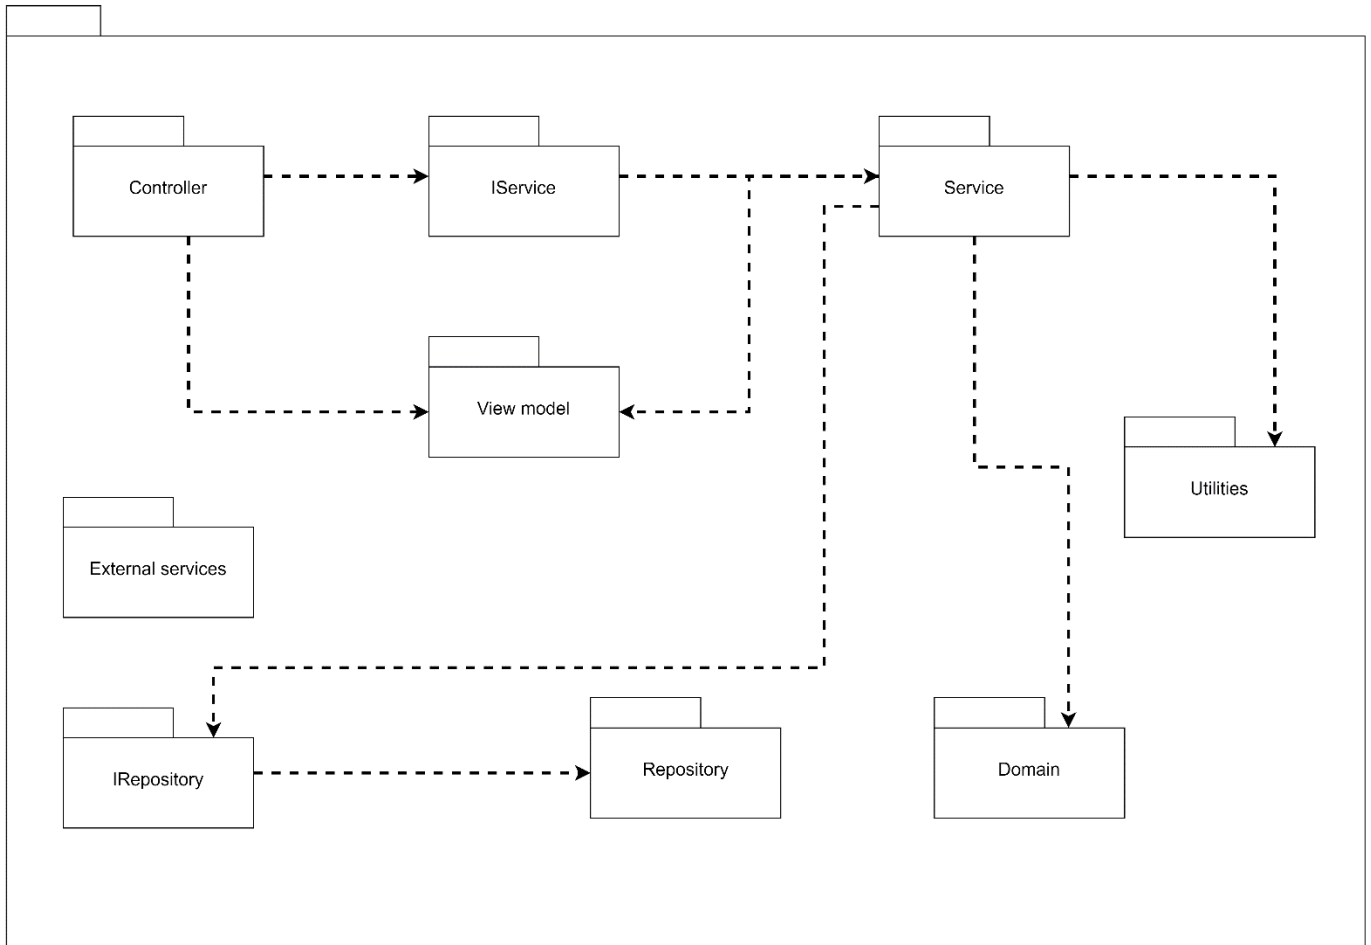 Controller
IService
Service
View model
Utilities
External services
IRepository
Repository
Domain